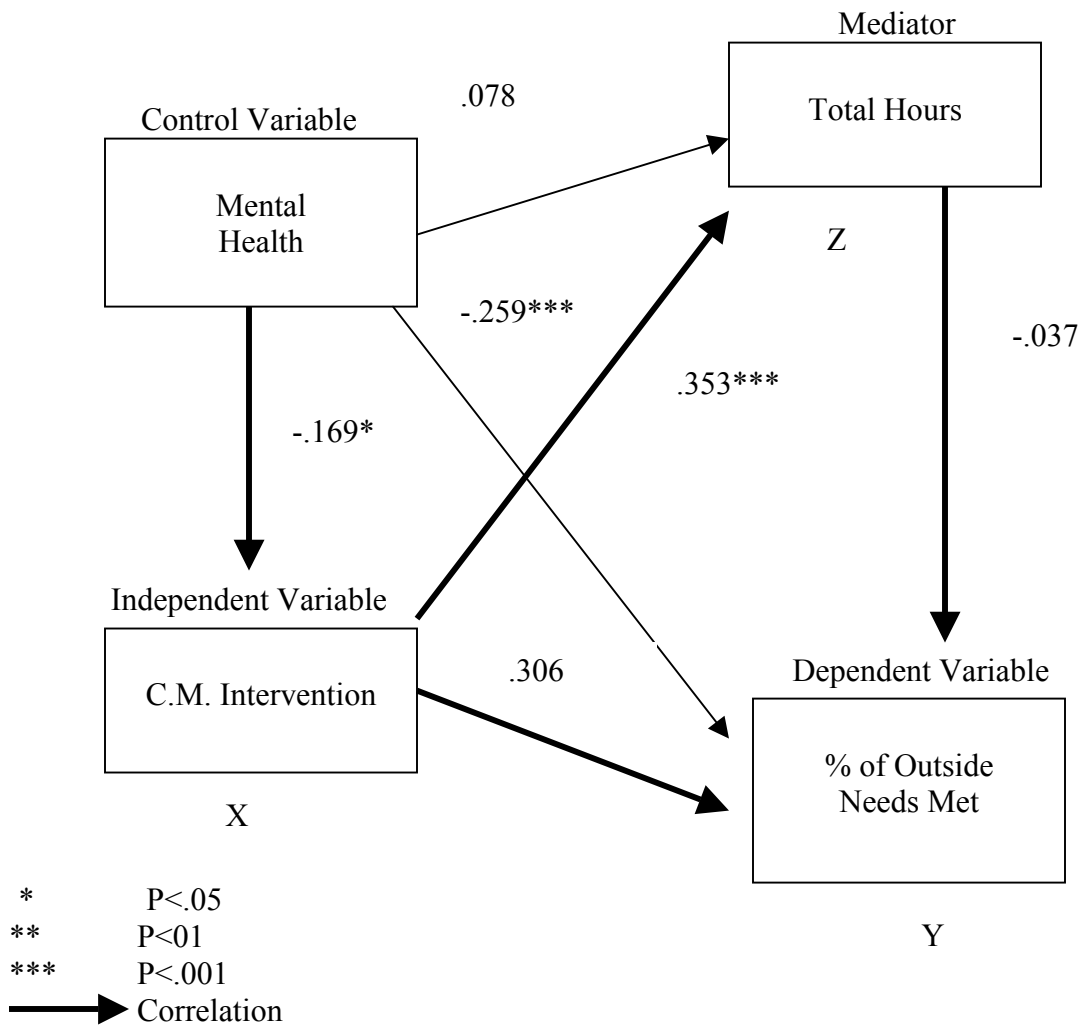 Mediator
Total Hours
Z
.078
Control Variable
Mental
Health
-.259***
.353***
-.037
-.169*
Independent Variable
C.M. Intervention
X
.306
Dependent Variable
% of Outside
Needs Met
Y
* P<.05
** P<01
*** P<.001
Correlation